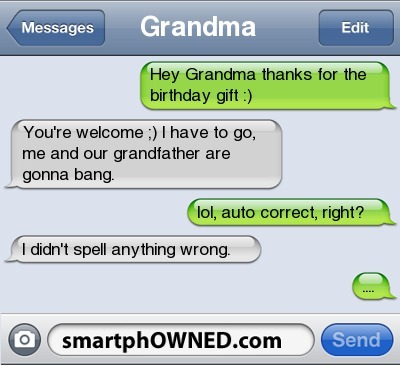 Messages
Grandma
Edit
Hey Grandma thanks for the
birthday gift :)
You're welcome ;) I have to go,
me and our grandfather are
gonna bang.
lol, auto correct, right?
I didn't spell anything wrong.
....
smartphOWNED.com
Send